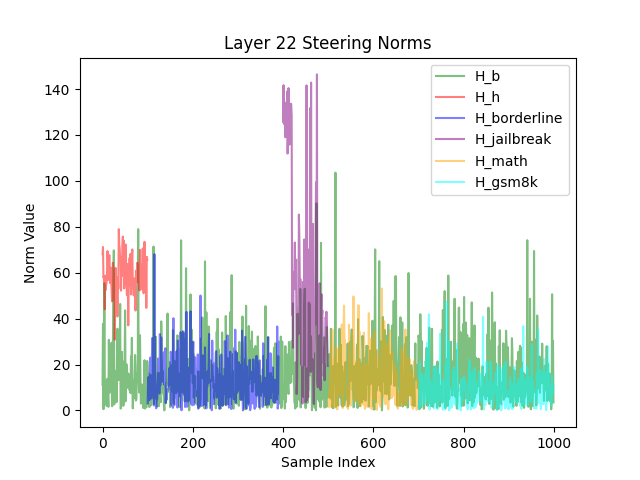 Layer 22 Steering Norms
H_b
H_h
H_borderline
H_jailbreak
H_math
H_gsm8k
Norm Value
140
120
100
80
60
40
20
0
0 200 400 600 800 1000
Sample Index